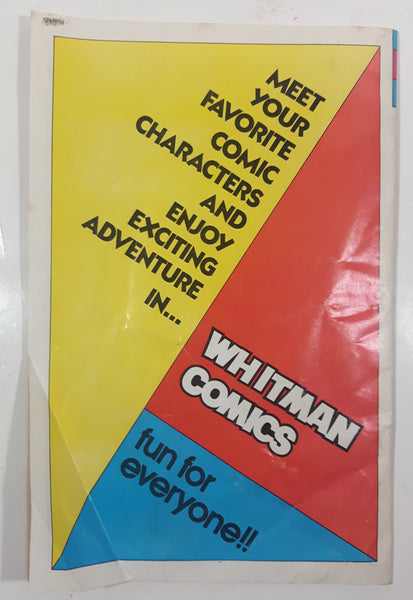 MEET
YOUR
FAVORITE
COMIC
CHARACTERS
AND
ENJOY
EXCITING
ADVENTURE
IN...
WHITMAN
COMICS
fun for
everyone!!